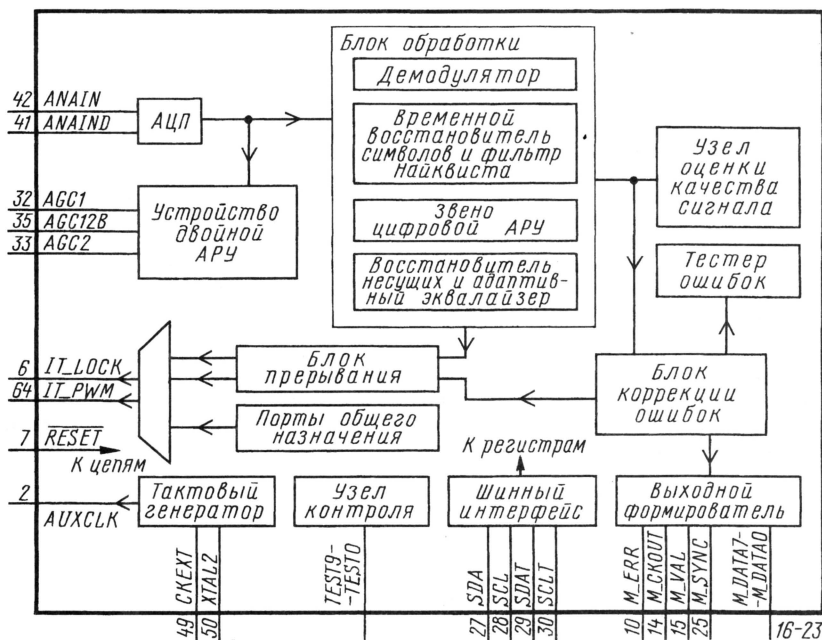 Блок обработки
Демодулятор
Временной
восстановитель
символов и фильтр
Найквиста
Звено
цифровой АРУ
Восстановитель
несущих и адаптив-
ный эквалайзер
42 ANAIN
41 ANAIND
АЦП
32 AGC1
35 AGC12B
33 AGC2
Устройство
двойной
АРУ
Узел
оценки
качества
сигнала
Тестер
ошибок
6 IT_LOCK
64 IT_PWM
Блок
прерывания
Порты общего
назначения
Блок
коррекции
ошибок
7 RESET
К цепям
К регистрам
2
AUXCLK
Тактовый
генератор
Узел
контроля
Шинный
интерфейс
Выходной
формирователь
49 CKEXT
50 XTAL2
TEST9-
-TEST0
27 SDA
28 SCL
29 SDAT
30 SCLT
10 M_ERR
14 M_CKOUT
15 M_VAL
25 M_SYNC
M_DATA7-
-M_DATA0
16-23